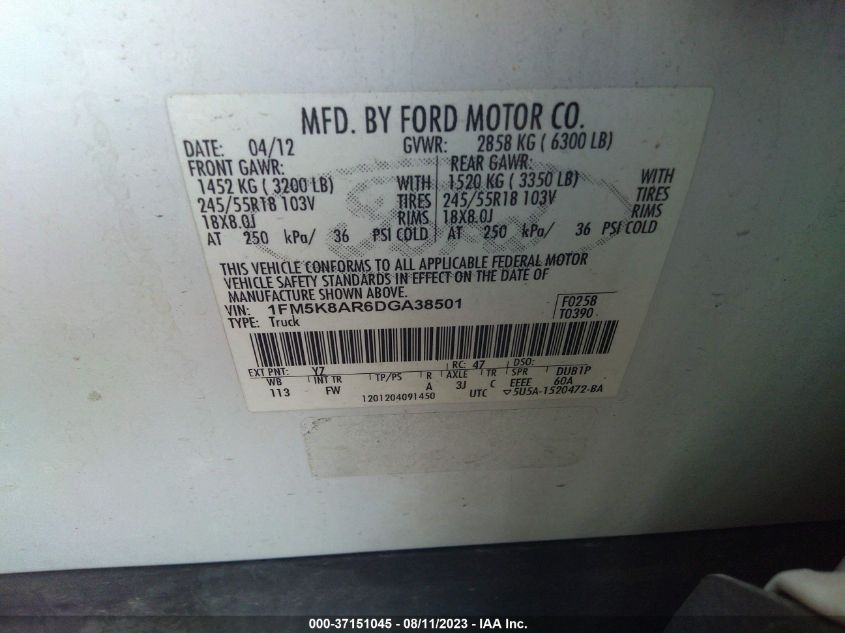 MFD. BY FORD MOTOR CO.
DATE: 04/12 GVWR: 2858 KG ( 6300 LB)
FRONT GAWR: REAR GAWR:
1452 KG ( 3200 LB) WITH 1520 KG ( 3350 LB) WITH
245/55R18 103V TIRES 245/55R18 103V TIRES
18X8.0J RIMS 18X8.0J RIMS
AT 250 kPa/ 36 PSI COLD AT 250 kPa/ 36 PSI COLD
THIS VEHICLE CONFORMS TO ALL APPLICABLE FEDERAL MOTOR
VEHICLE SAFETY STANDARDS IN EFFECT ON THE DATE OF
MANUFACTURE SHOWN ABOVE.
VIN: 1FM5K8AR6DGA38501 F0258
TYPE: Truck T0390
EXT PNT: Y7 RC: 47 DSO:
WB INT TR TP/PS R AXLE TR SPR DUB1P
113 FW A 3J C EEEE 60A
1201204091450 UTC ▽5U5A-1520472-BA
000-37151045 - 08/11/2023 - IAA Inc.